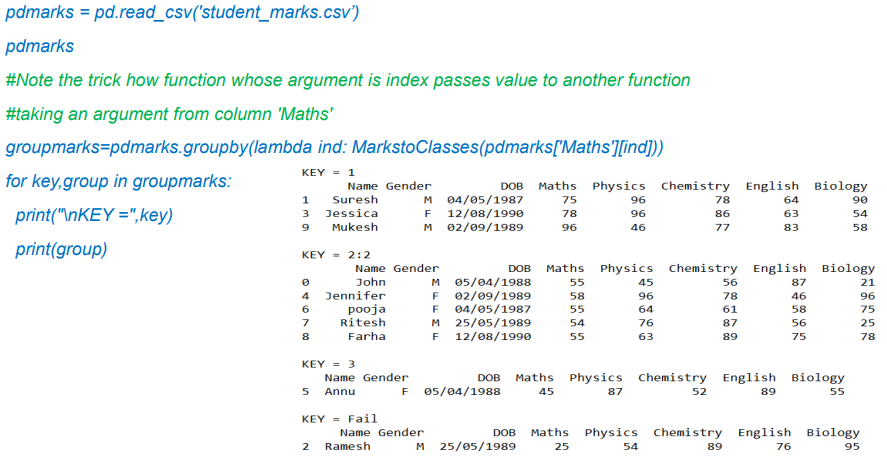 pdmarks = pd.read_csv('student_marks.csv’)
pdmarks
#Note the trick how function whose argument is index passes value to another function
#taking an argument from column 'Maths'
groupmarks=pdmarks.groupby(lambda ind: MarkstoClasses(pdmarks['Maths'][ind]))
for key,group in groupmarks:
print("\nKEY =",key)
print(group)
KEY = 1
Name Gender DOB Maths Physics Chemistry English Biology
1 Suresh M 04/05/1987 75 96 78 64 90
3 Jessica F 12/08/1990 78 96 86 63 54
9 Mukesh M 02/09/1989 96 46 77 83 58
KEY = 2:2
Name Gender DOB Maths Physics Chemistry English Biology
0 John M 05/04/1988 55 45 56 87 21
4 Jennifer F 02/09/1989 58 96 78 46 96
6 pooja F 04/05/1987 55 64 61 58 75
7 Ritesh M 25/05/1989 54 76 87 56 25
8 Farha F 12/08/1990 55 63 89 75 78
KEY = 3
Name Gender DOB Maths Physics Chemistry English Biology
5 Annu F 05/04/1988 45 87 52 89 55
KEY = Fail
Name Gender DOB Maths Physics Chemistry English Biology
2 Ramesh M 25/05/1989 25 54 89 76 95